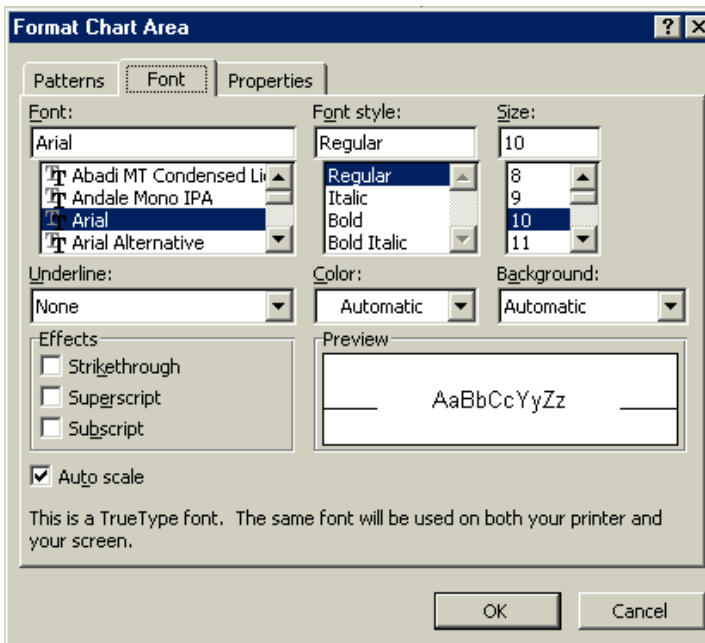 Format Chart Area
Patterns Font Properties
Font: Font style: Size:
Arial Regular 10
Abadi MT Condensed Li Regular 8
Andale Mono IPA Italic 9
Arial Bold 10
Arial Alternative Bold Italic 11
Underline: Color: Background:
None Automatic Automatic
Effects Preview
Strikethrough
Superscript AaBbCcYyZz
Subscript
Auto scale
This is a TrueType font. The same font will be used on both your printer and
your screen.
OK Cancel